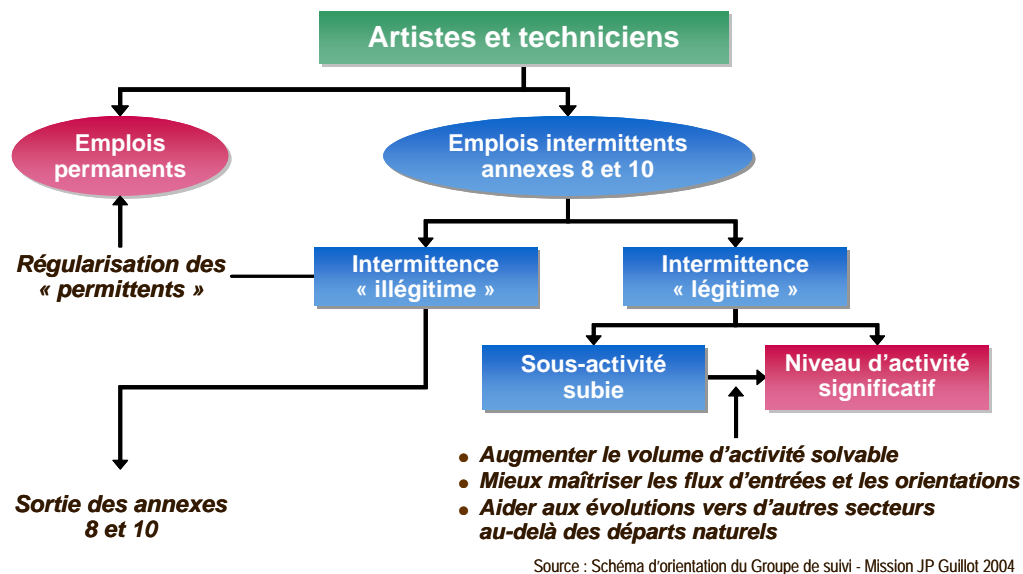 Artistes et techniciens
Emplois
permanents
Emplois intermittents
annexes 8 et 10
Régularisation des
« permittents »
Intermittence
« illégitime »
Intermittence
« légitime »
Sous-activité
subie
Niveau d'activité
significatif
Sortie des annexes
8 et 10
● Augmenter le volume d'activité solvable
● Mieux maîtriser les flux d'entrées et les orientations
● Aider aux évolutions vers d'autres secteurs
au-delà des départs naturels
Source : Schéma d'orientation du Groupe de suivi - Mission JP Guillot 2004